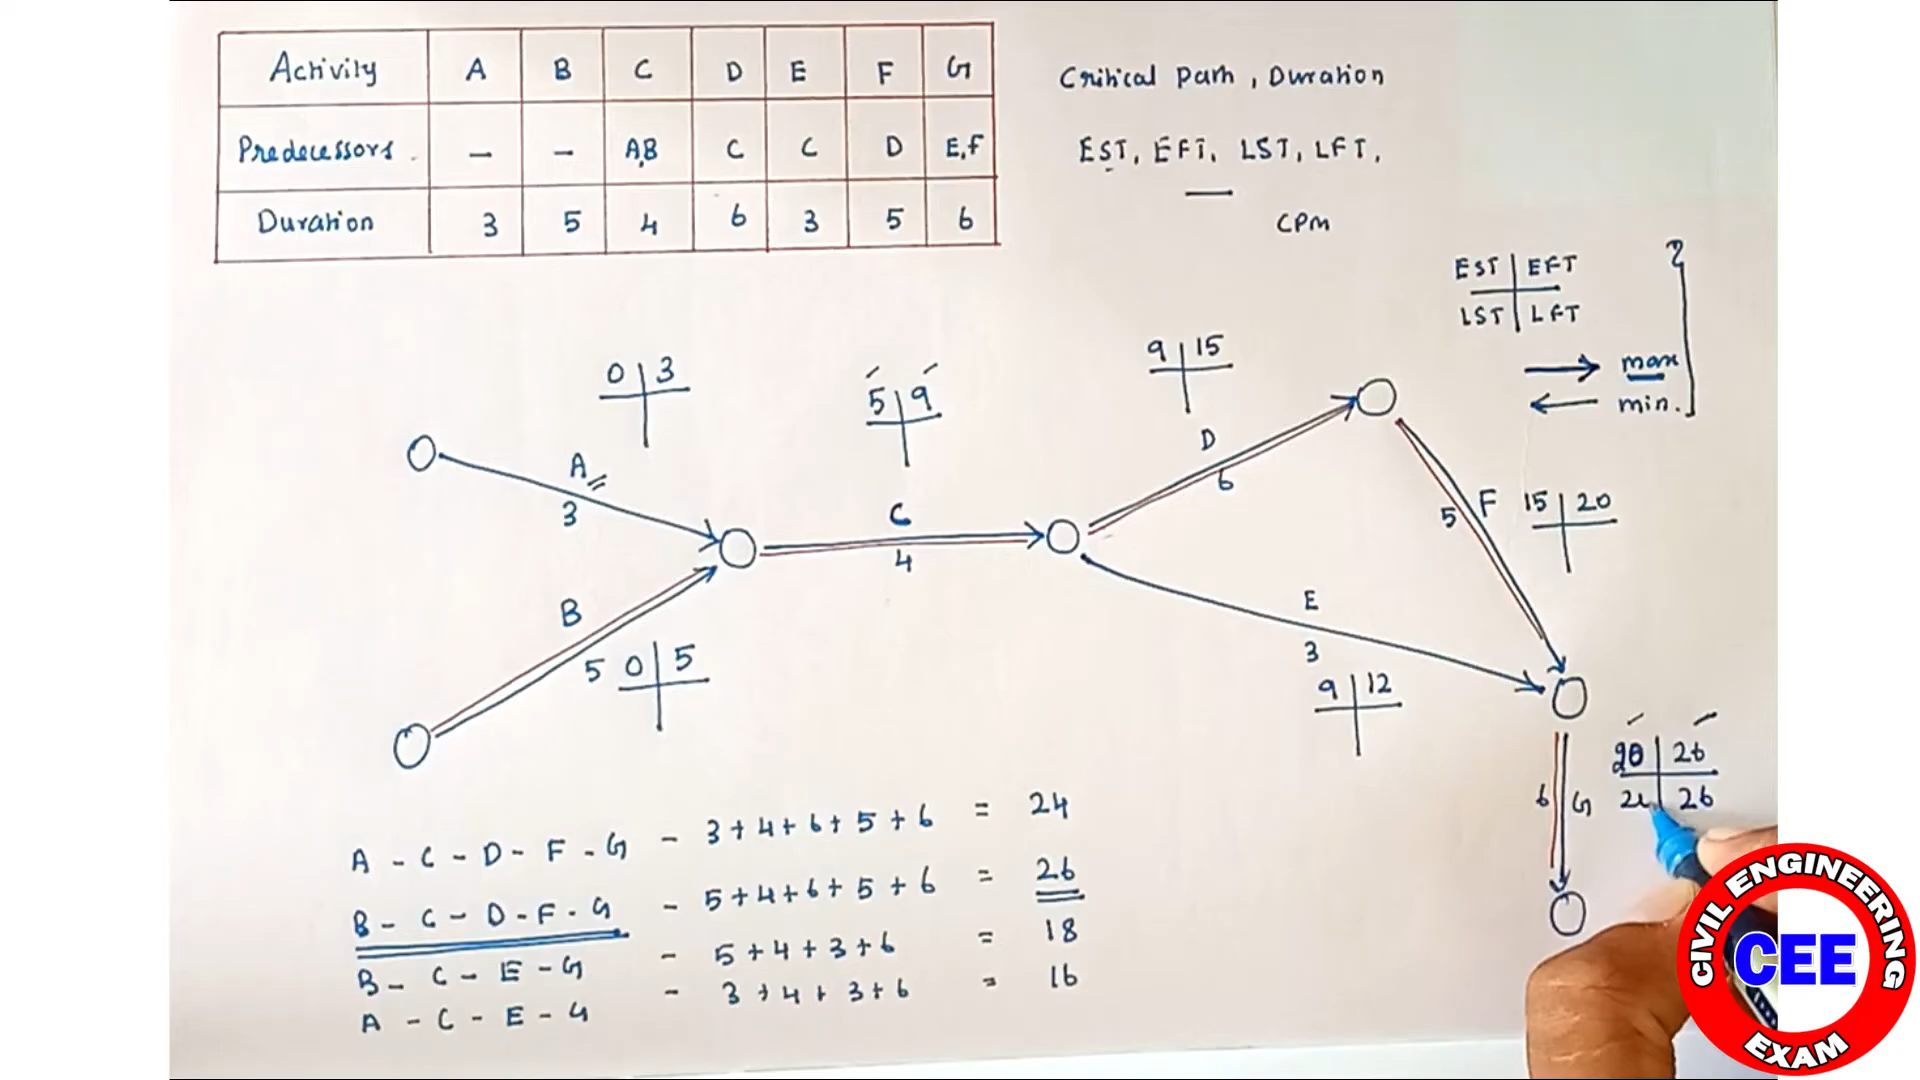 Activity A B C D E F G
Predecessors - - A,B C C D E,F
Duration 3 5 4 6 3 5 6
Critical Path, Duration
EST, EFT, LST, LFT,
CPM
EST | EFT
LST | LFT
→ max
← min.
0 | 3
A
3
5 | 9
C
4
9 | 15
D
6
F
5
15 | 20
B
5
0 | 5
E
3
9 | 12
20 | 26
26
6 G
A - C - D - F - G - 3+4+6+5+6 = 24
B - C - D - F - G - 5+4+6+5+6 = 26
B - C - E - G - 5+4+3+6 = 18
A - C - E - G - 3+4+3+6 = 16
CIVIL ENGINEERING
CEE
EXAM